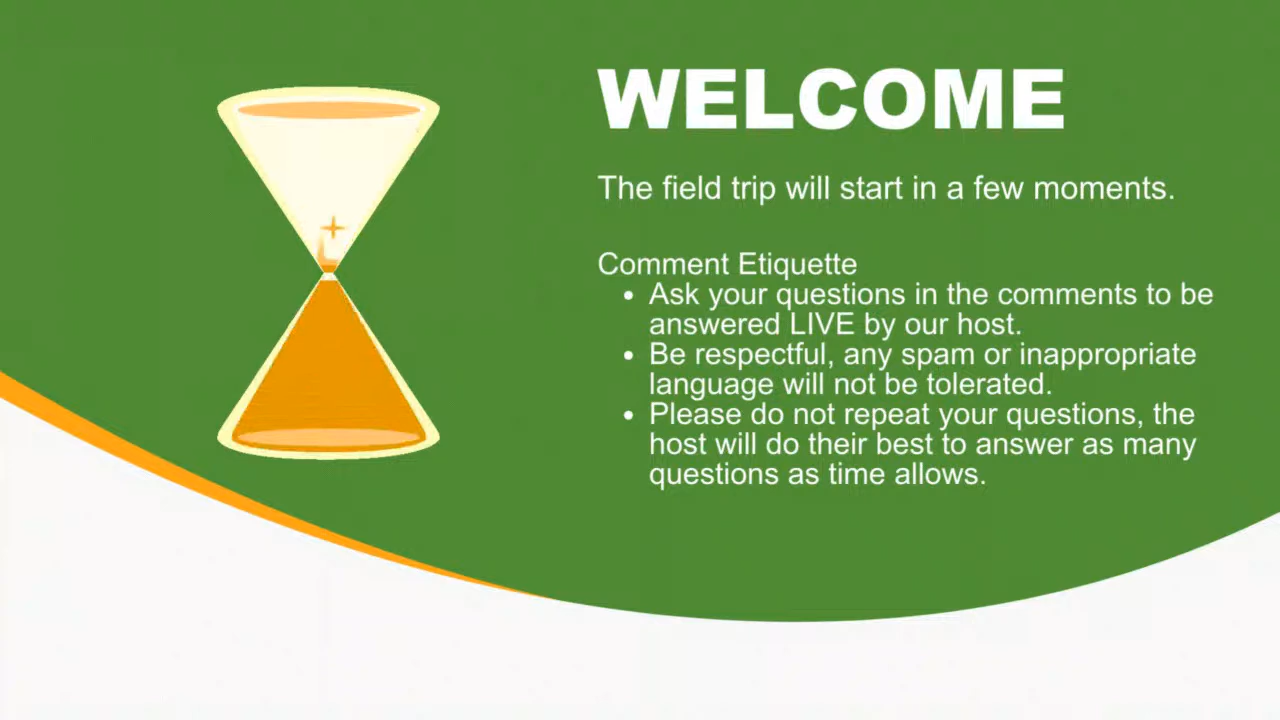 WELCOME
The field trip will start in a few moments.
Comment Etiquette
• Ask your questions in the comments to be
answered LIVE by our host.
• Be respectful, any spam or inappropriate
language will not be tolerated.
• Please do not repeat your questions, the
host will do their best to answer as many
questions as time allows.